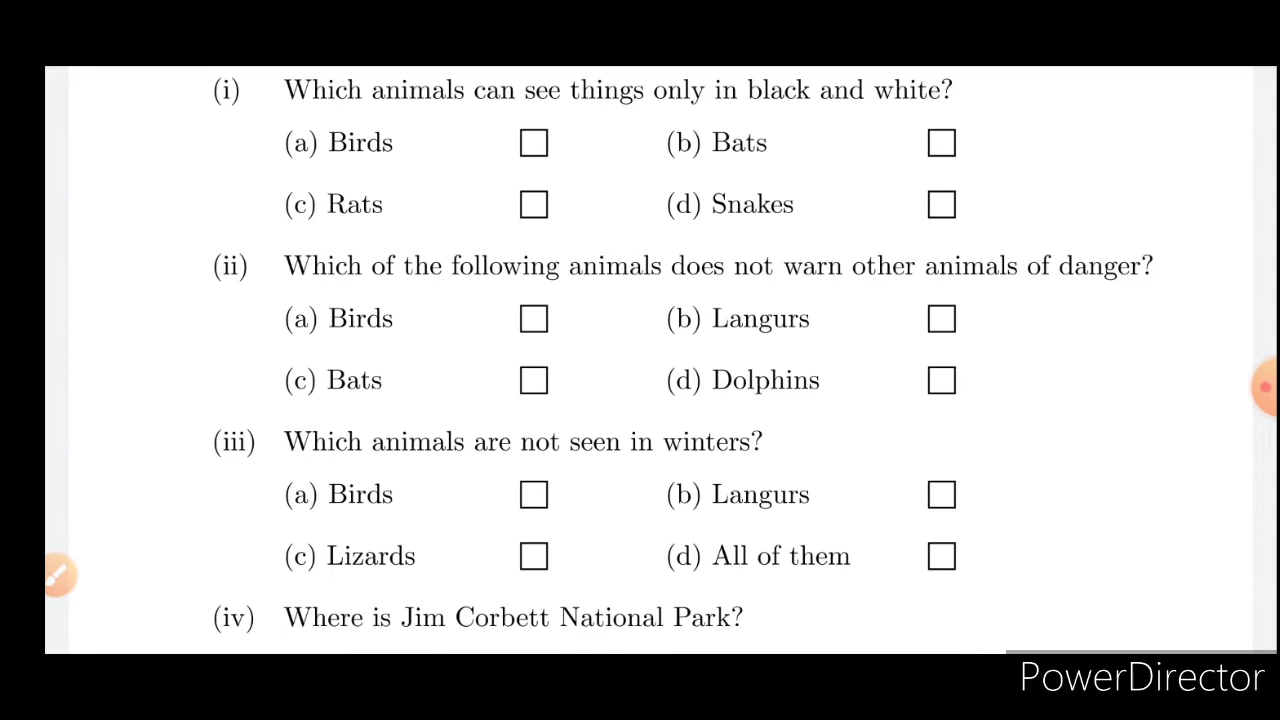 (i) Which animals can see things only in black and white?
(a) Birds (b) Bats
(c) Rats (d) Snakes
(ii) Which of the following animals does not warn other animals of danger?
(a) Birds (b) Langurs
(c) Bats (d) Dolphins
(iii) Which animals are not seen in winters?
(a) Birds (b) Langurs
(c) Lizards (d) All of them
(iv) Where is Jim Corbett National Park?
PowerDirector